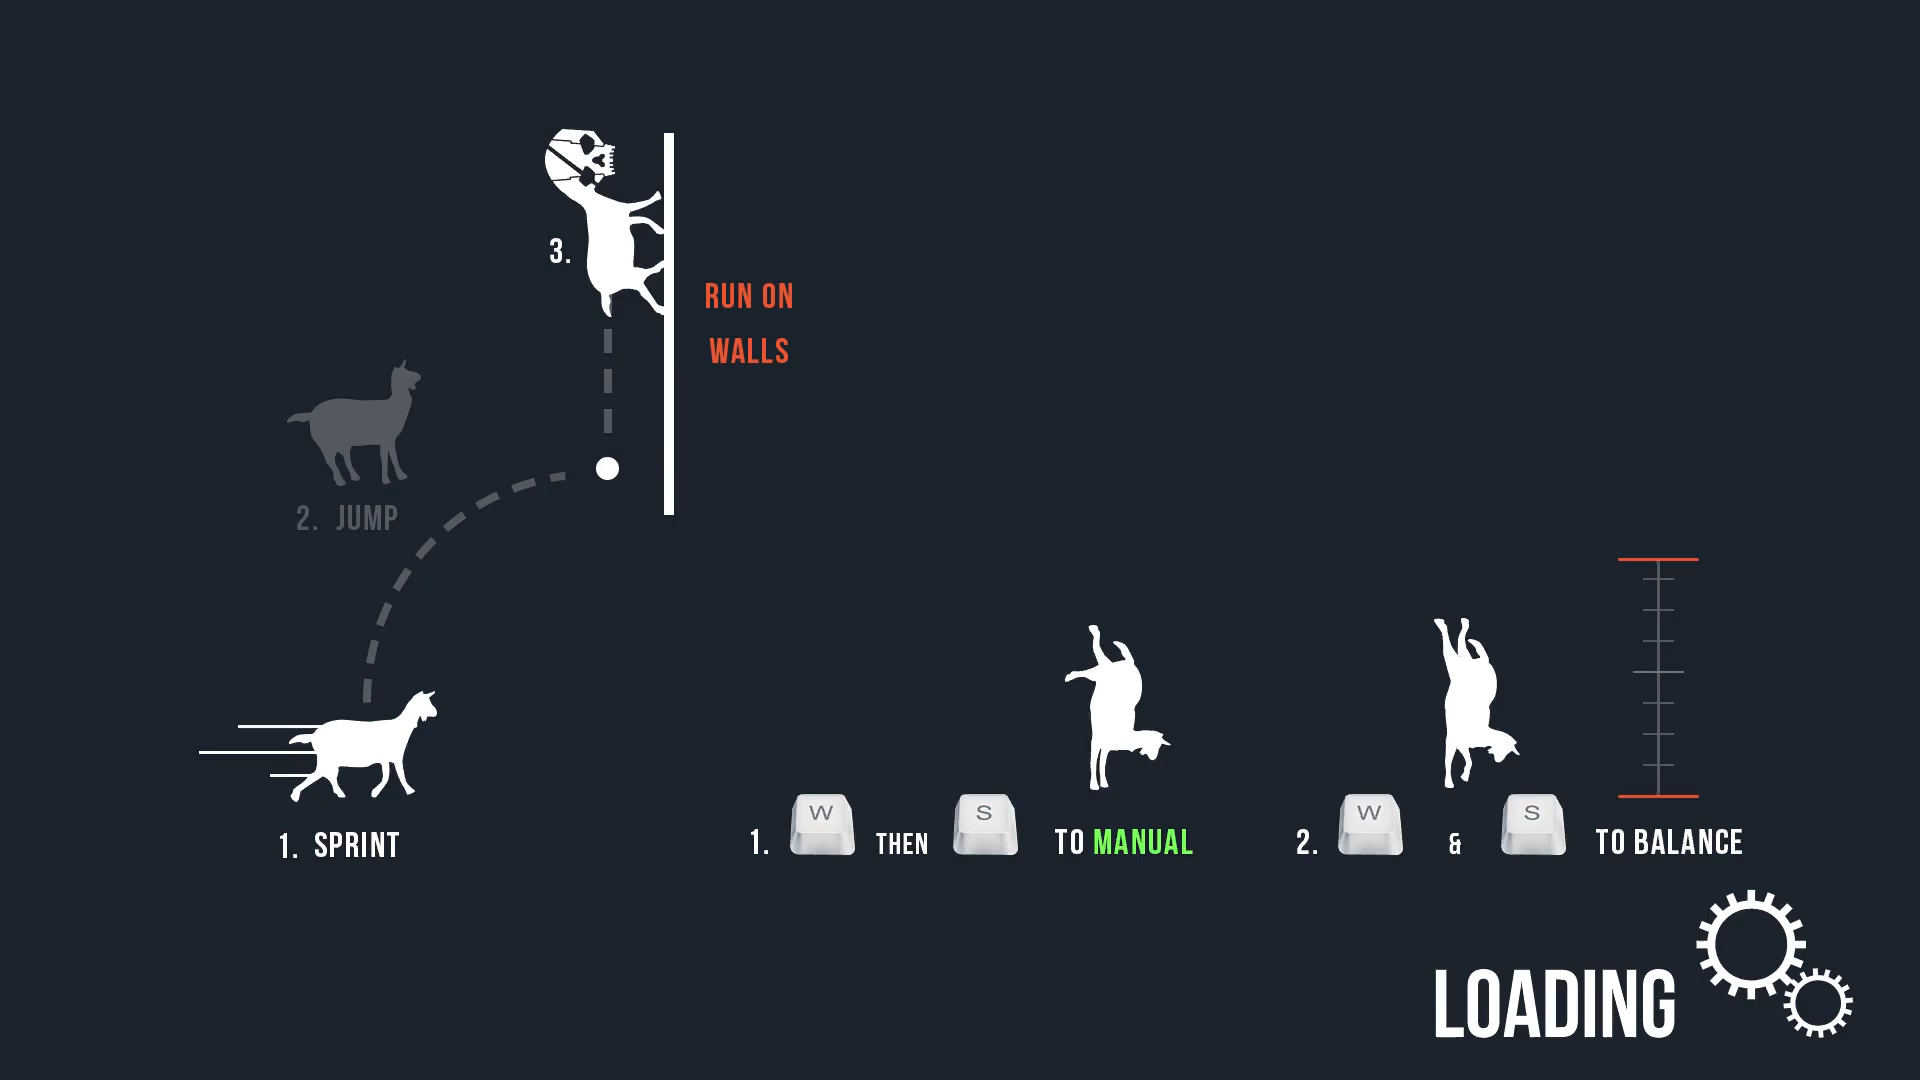 3.
RUN ON
WALLS
2. JUMP
1. SPRINT
1. W THEN S TO MANUAL
2. W & S TO BALANCE
LOADING